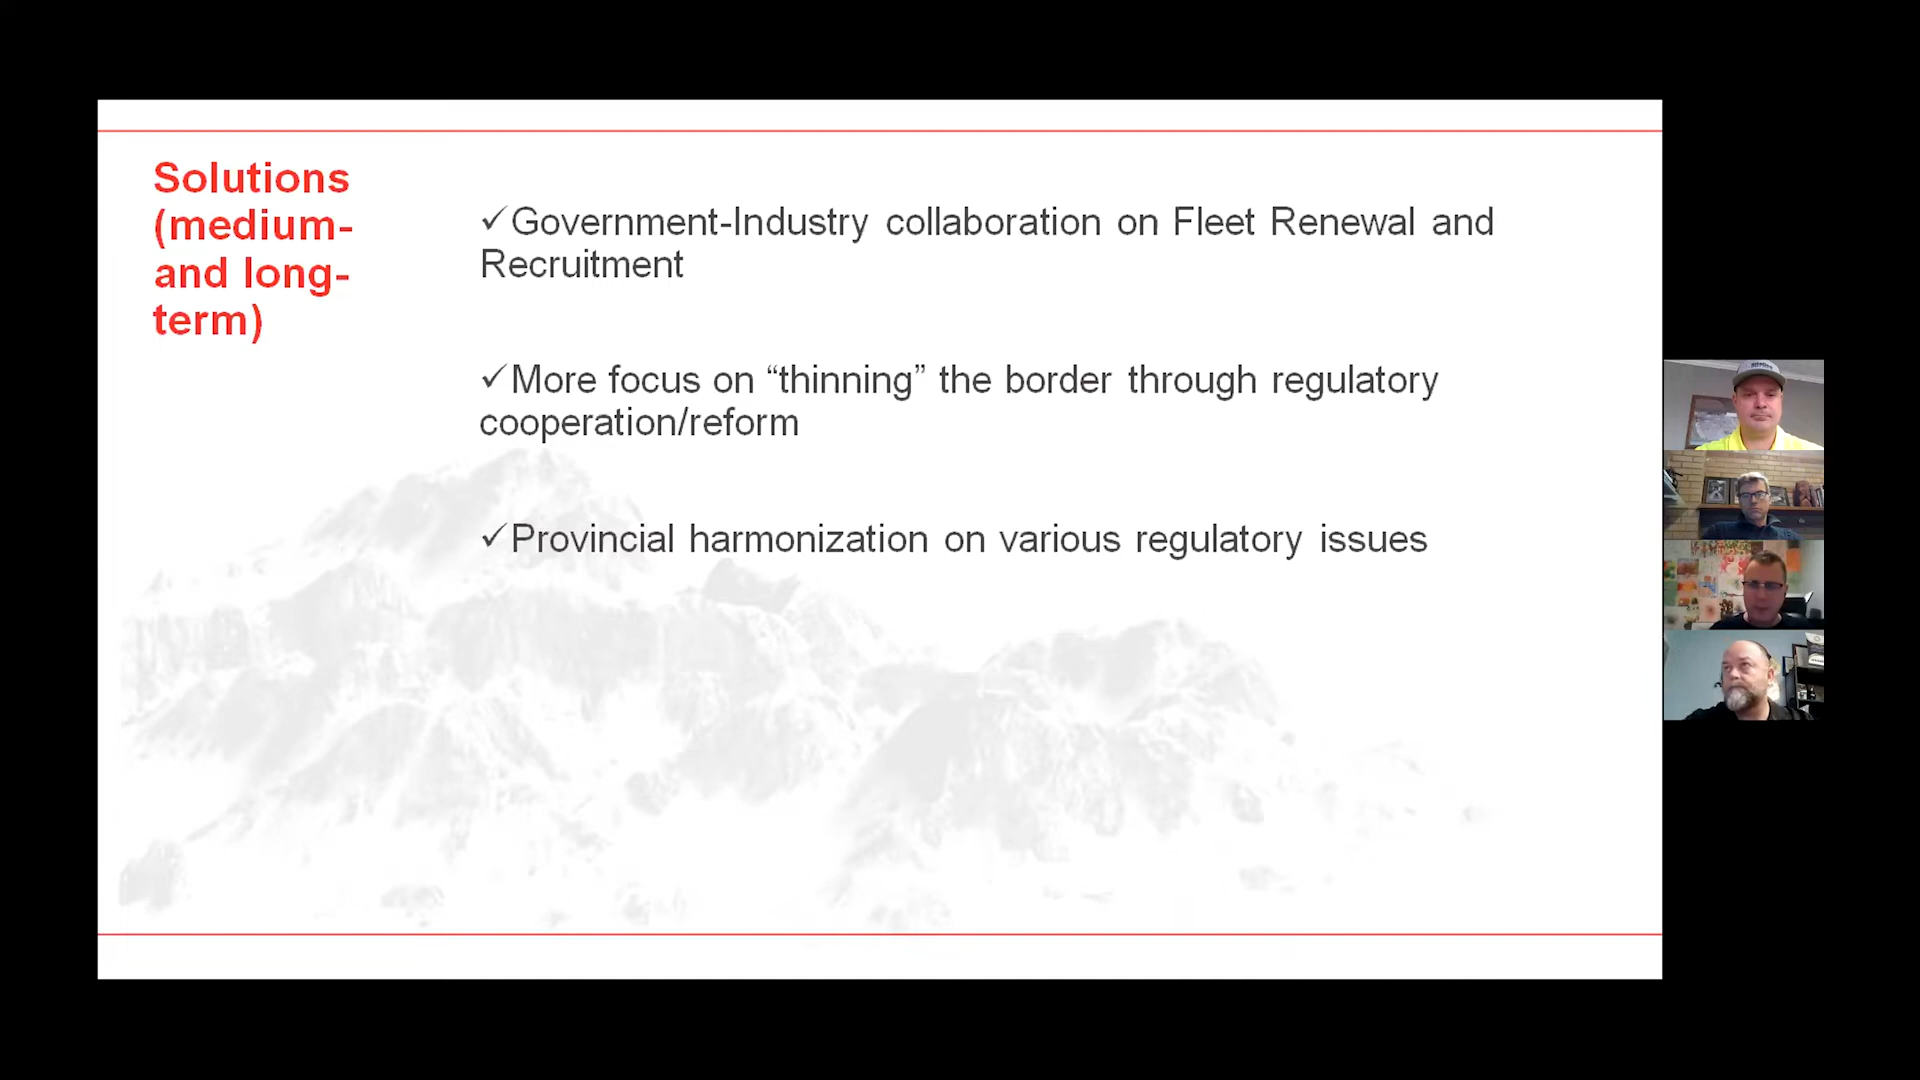 Solutions
(medium-
and long-
term)
✓Government-Industry collaboration on Fleet Renewal and
Recruitment
✓More focus on “thinning” the border through regulatory
cooperation/reform
✓Provincial harmonization on various regulatory issues